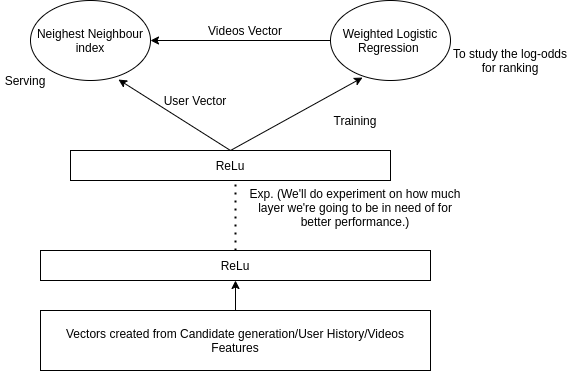 Neighest Neighbour
index
Videos Vector
Weighted Logistic
Regression
To study the log-odds
for ranking
Serving
User Vector
Training
ReLu
Exp. (We'll do experiment on how much
layer we're going to be in need of for
better performance.)
ReLu
Vectors created from Candidate generation/User History/Videos
Features